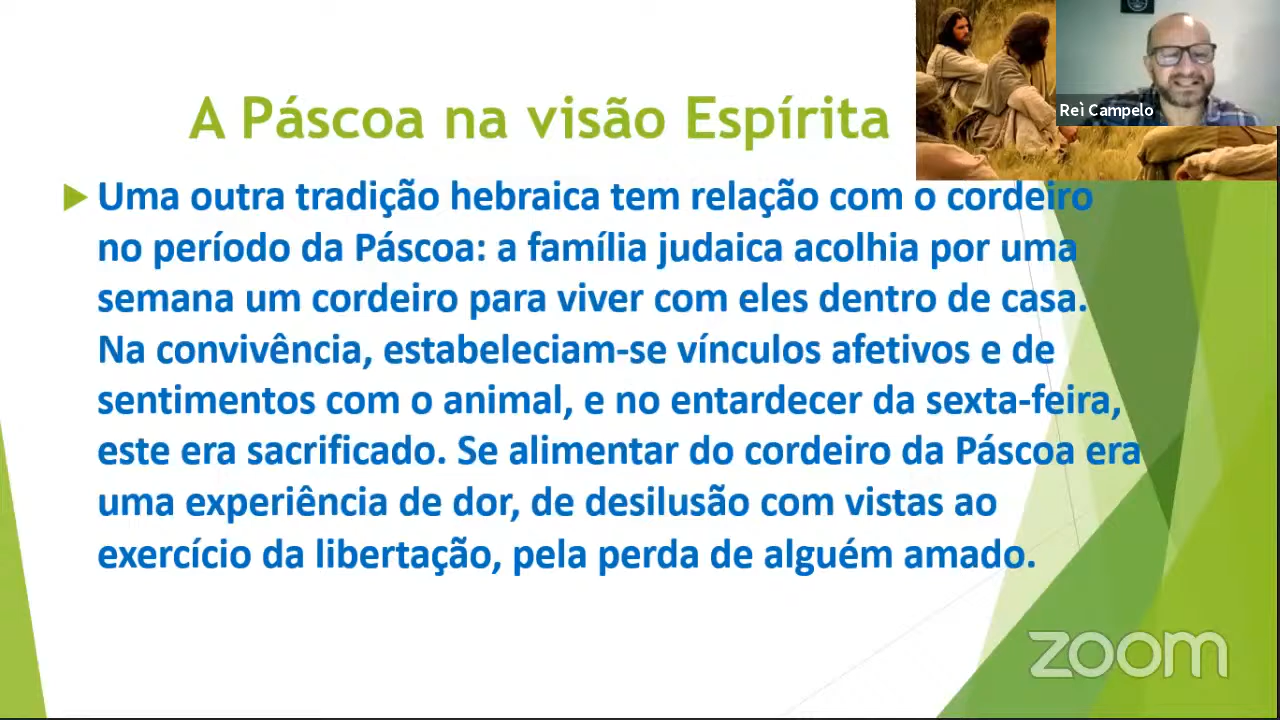 A Páscoa na visão Espírita
Reì Campelo
Uma outra tradição hebraica tem relação com o cordeiro
no período da Páscoa: a família judaica acolhia por uma
semana um cordeiro para viver com eles dentro de casa.
Na convivência, estabeleciam-se vínculos afetivos e de
sentimentos com o animal, e no entardecer da sexta-feira,
este era sacrificado. Se alimentar do cordeiro da Páscoa era
uma experiência de dor, de desilusão com vistas ao
exercício da libertação, pela perda de alguém amado.
zoom